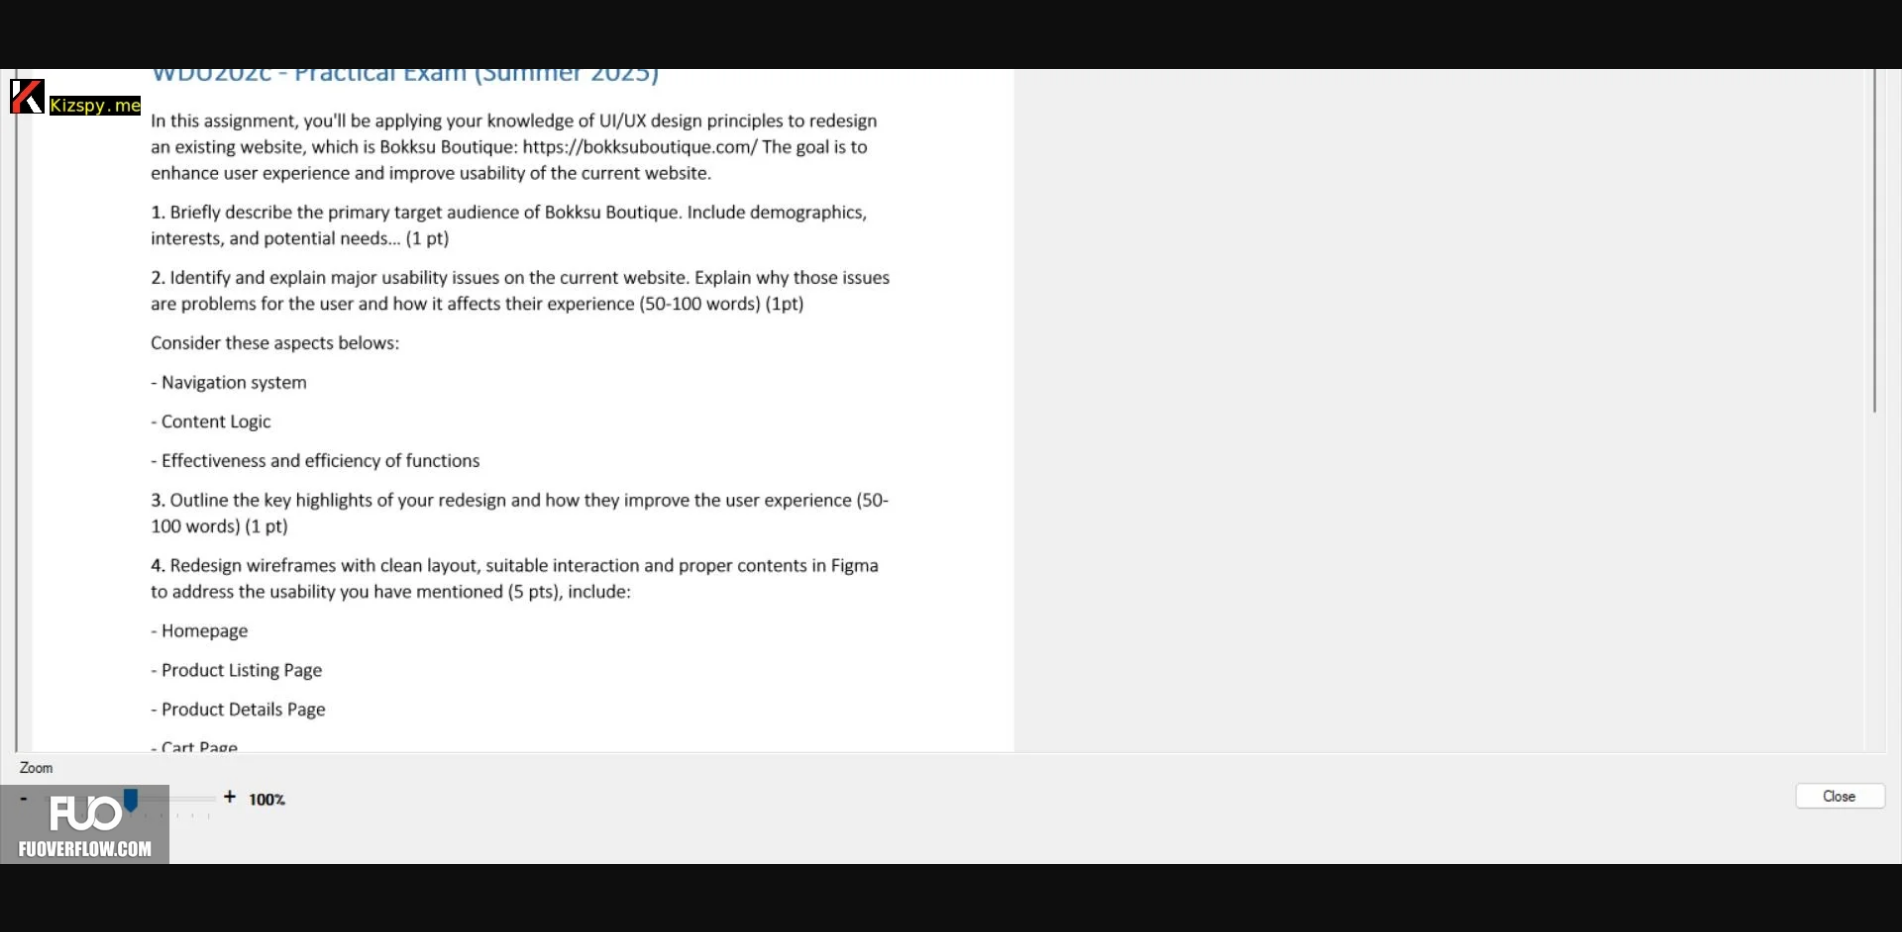 WDU202c - Practical Exam (Summer 2025)
Kizspy.me
In this assignment, you'll be applying your knowledge of UI/UX design principles to redesign
an existing website, which is Bokksu Boutique: https://bokksuboutique.com/ The goal is to
enhance user experience and improve usability of the current website.
1. Briefly describe the primary target audience of Bokksu Boutique. Include demographics,
interests, and potential needs... (1 pt)
2. Identify and explain major usability issues on the current website. Explain why those issues
are problems for the user and how it affects their experience (50-100 words) (1pt)
Consider these aspects belows:
- Navigation system
- Content Logic
- Effectiveness and efficiency of functions
3. Outline the key highlights of your redesign and how they improve the user experience (50-
100 words) (1 pt)
4. Redesign wireframes with clean layout, suitable interaction and proper contents in Figma
to address the usability you have mentioned (5 pts), include:
- Homepage
- Product Listing Page
- Product Details Page
- Cart Page
Zoom
- + 100%
Close
FUO
FUOVERFLOW.COM